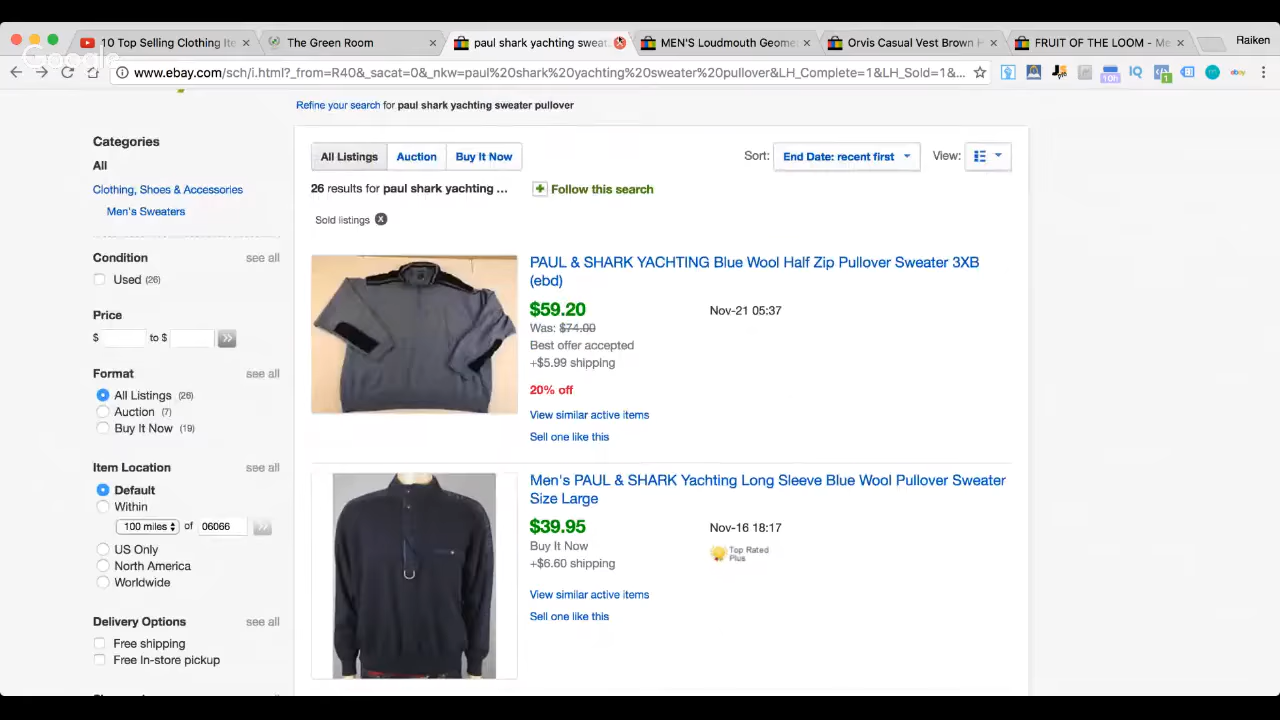 10 Top Selling Clothing Ite
The Green Room
paul shark yachting sweat
MEN'S Loudmouth Geome
Orvis Casual Vest Brown H
FRUIT OF THE LOOM - Me
Raiken
Google
www.ebay.com/sch/i.html?_from=R40&_sacat=0&_nkw=paul%20shark%20yachting%20sweater%20pullover&LH_Complete=1&LH_Sold=1&...
Refine your search for paul shark yachting sweater pullover
Categories
All
Clothing, Shoes & Accessories
Men's Sweaters
Condition see all
Used (26)
Price
$ to $ »
Format see all
All Listings (26)
Auction (7)
Buy It Now (19)
Item Location see all
Default
Within
100 miles of 06066 »
US Only
North America
Worldwide
Delivery Options see all
Free shipping
Free In-store pickup
All Listings Auction Buy It Now
Sort: End Date: recent first View:
26 results for paul shark yachting ...
Follow this search
Sold listings
PAUL & SHARK YACHTING Blue Wool Half Zip Pullover Sweater 3XB
(ebd)
$59.20 Nov-21 05:37
Was: $74.00
Best offer accepted
+$5.99 shipping
20% off
View similar active items
Sell one like this
Men's PAUL & SHARK Yachting Long Sleeve Blue Wool Pullover Sweater
Size Large
$39.95 Nov-16 18:17
Buy It Now
Top Rated
Plus
+$6.60 shipping
View similar active items
Sell one like this